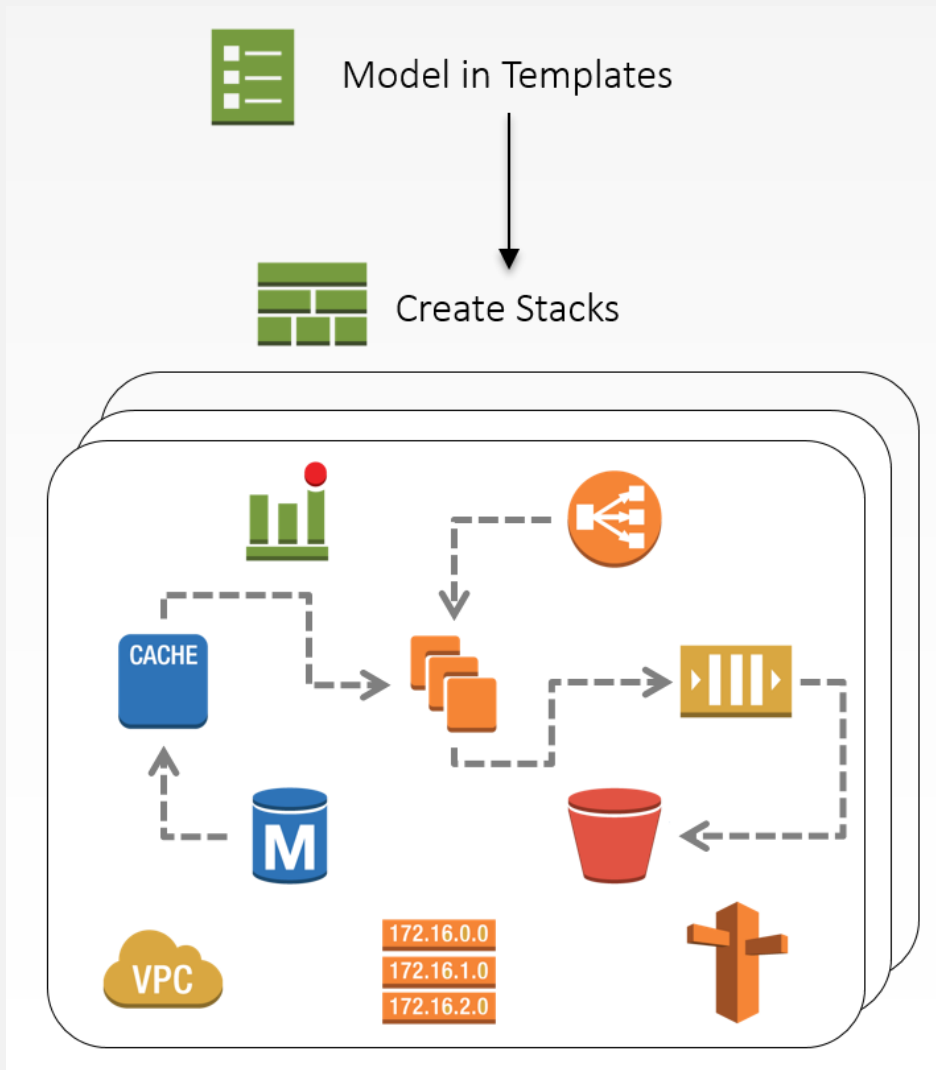 Model in Templates
Create Stacks
CACHE
M
VPC
172.16.0.0
172.16.1.0
172.16.2.0